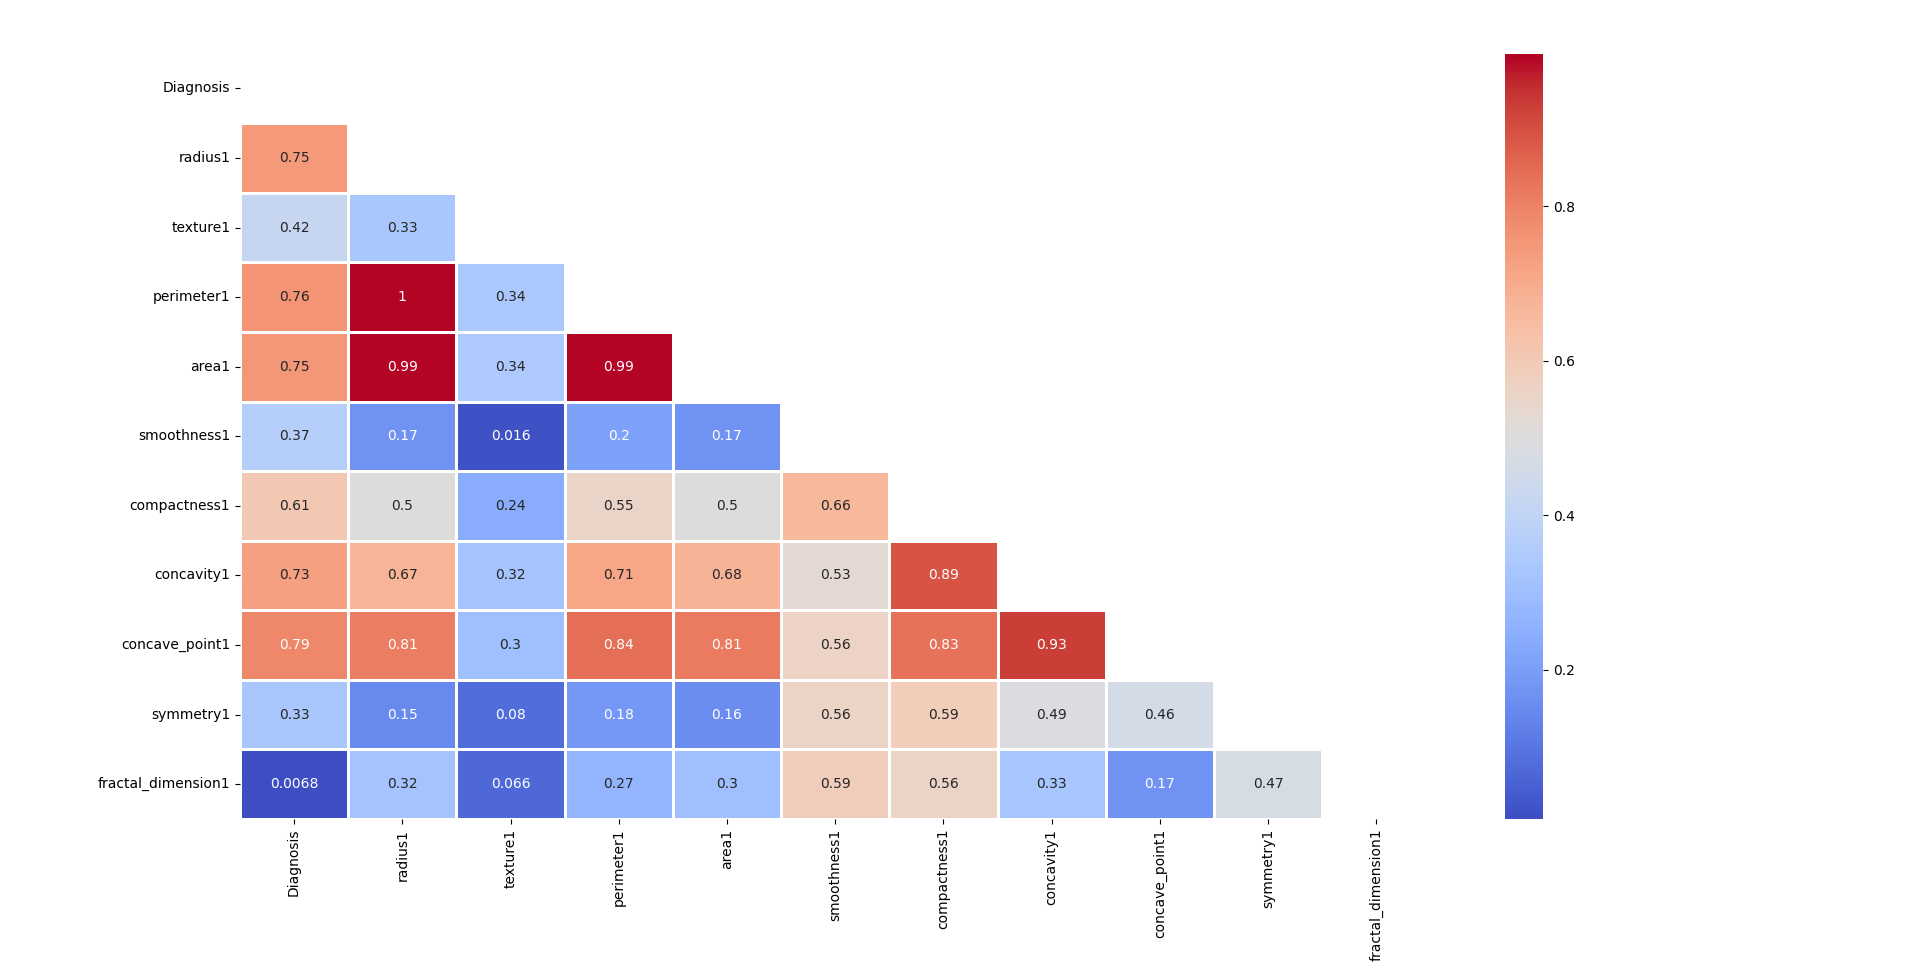 Diagnosis
radius1 0.75
texture1 0.42 0.33
perimeter1 0.76 1 0.34
area1 0.75 0.99 0.34 0.99
smoothness1 0.37 0.17 0.016 0.2 0.17
compactness1 0.61 0.5 0.24 0.55 0.5 0.66
concavity1 0.73 0.67 0.32 0.71 0.68 0.53 0.89
concave_point1 0.79 0.81 0.3 0.84 0.81 0.56 0.83 0.93
symmetry1 0.33 0.15 0.08 0.18 0.16 0.56 0.59 0.49 0.46
fractal_dimension1 0.0068 0.32 0.066 0.27 0.3 0.59 0.56 0.33 0.17 0.47
Diagnosis
radius1
texture1
perimeter1
area1
smoothness1
compactness1
concavity1
concave_point1
symmetry1
fractal_dimension1
0.8
0.6
0.4
0.2